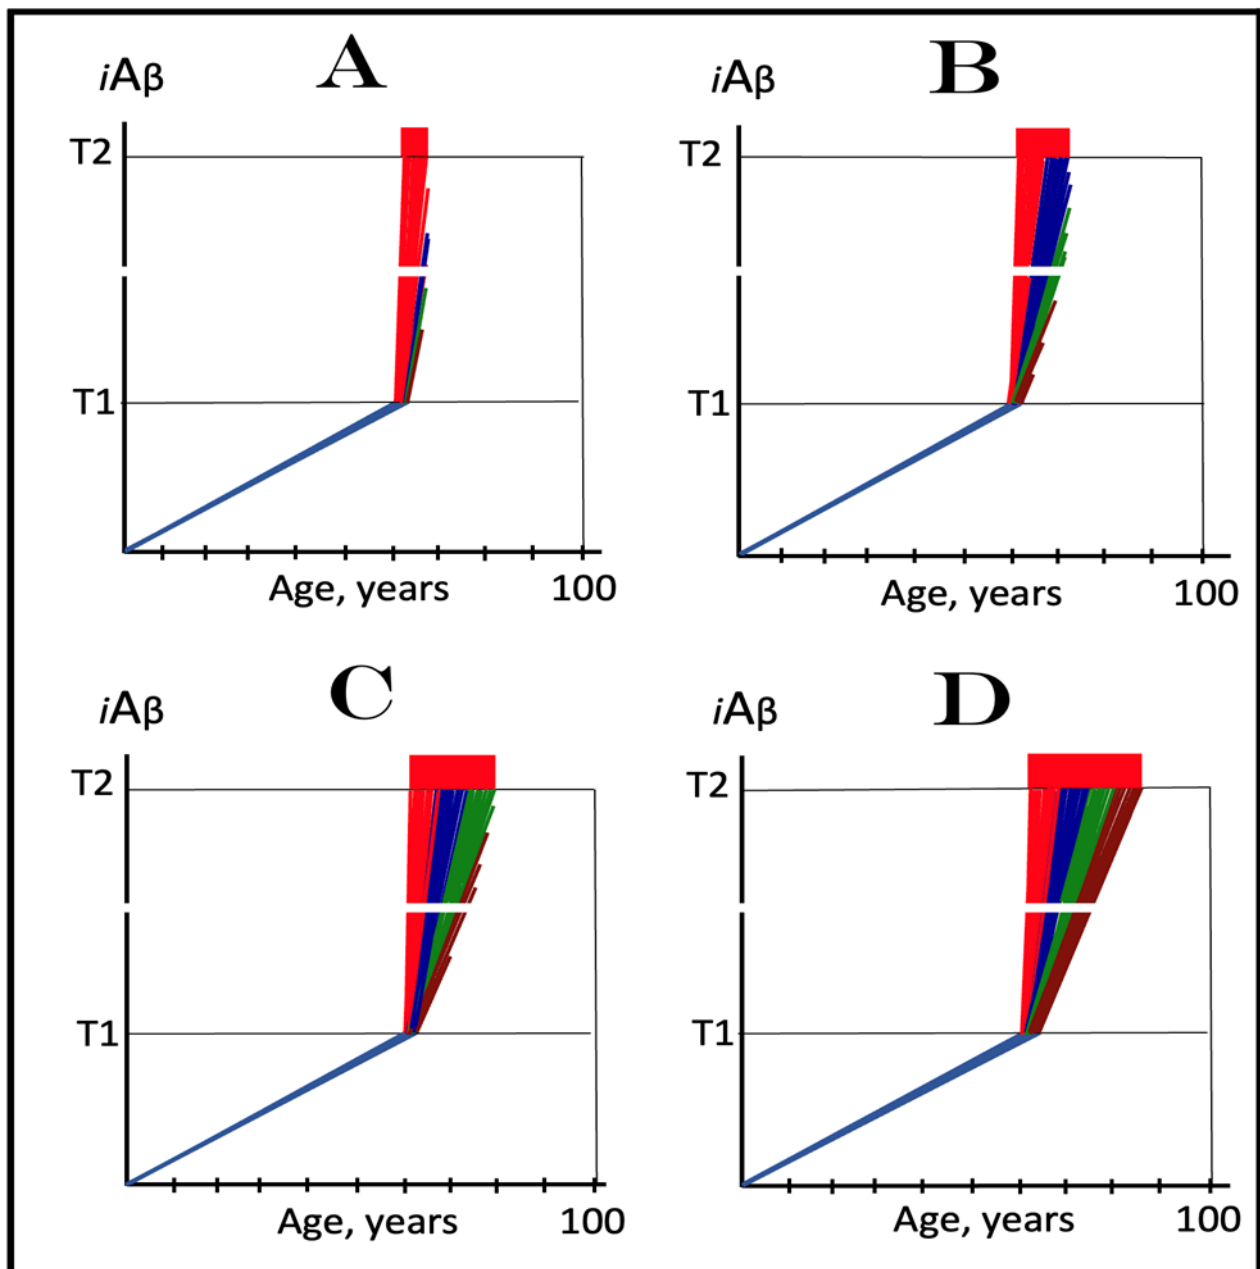 A
iAβ
T2
T1
Age, years
100
B
iAβ
T2
T1
Age, years
100
C
iAβ
T2
T1
Age, years
100
D
iAβ
T2
T1
Age, years
100